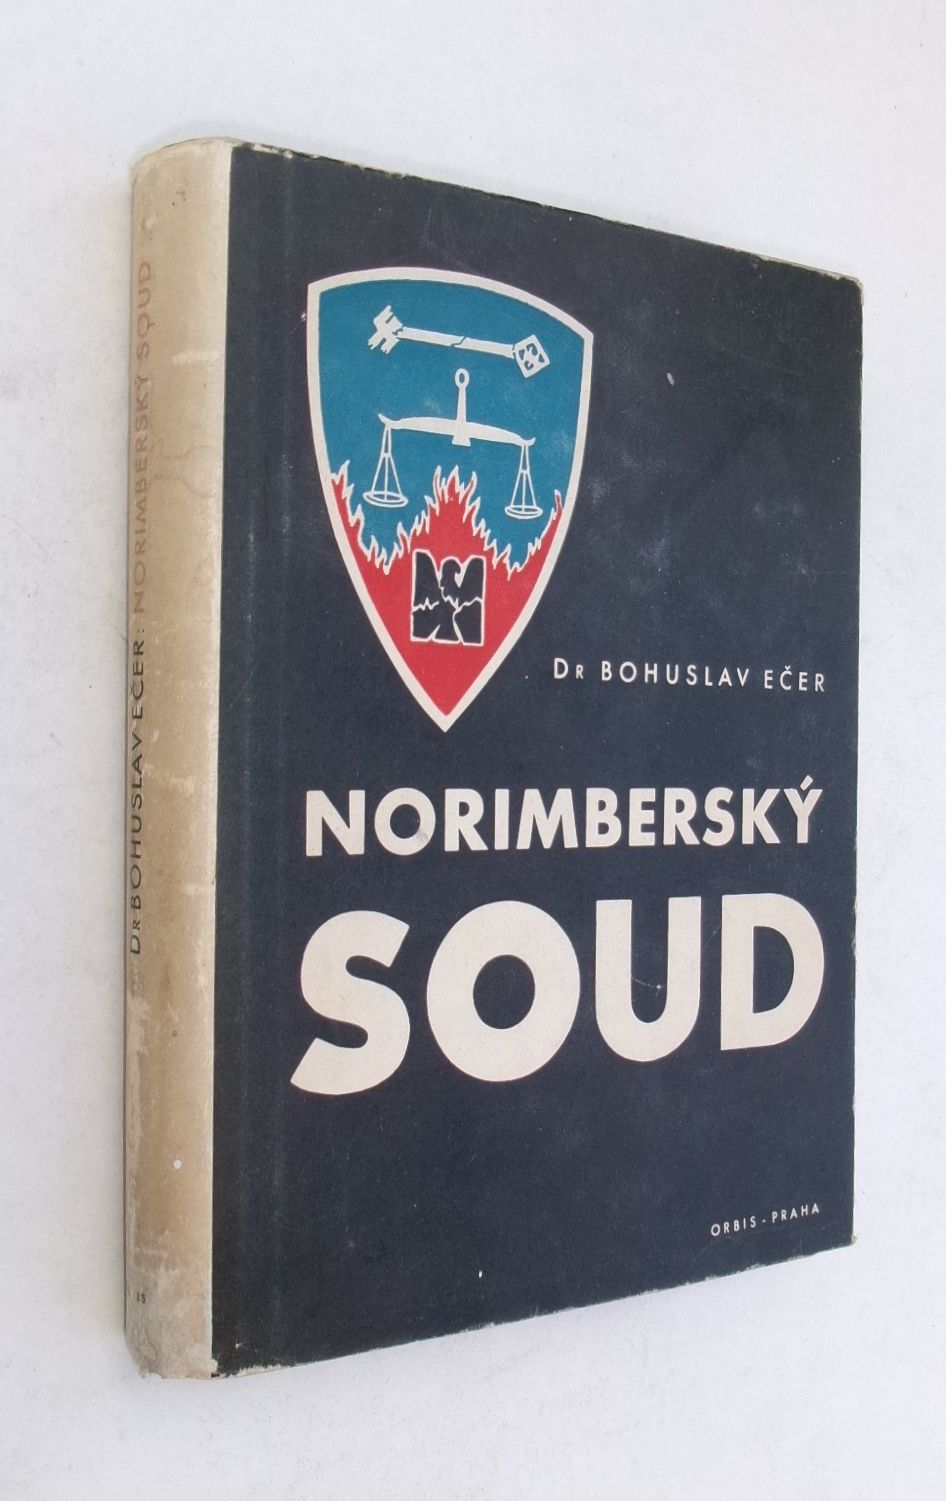 Dr BOHUSLAV EČER: NORIMBERSKÝ SOUD
Dr BOHUSLAV EČER
NORIMBERSKÝ
SOUD
ORBIS - PRAHA